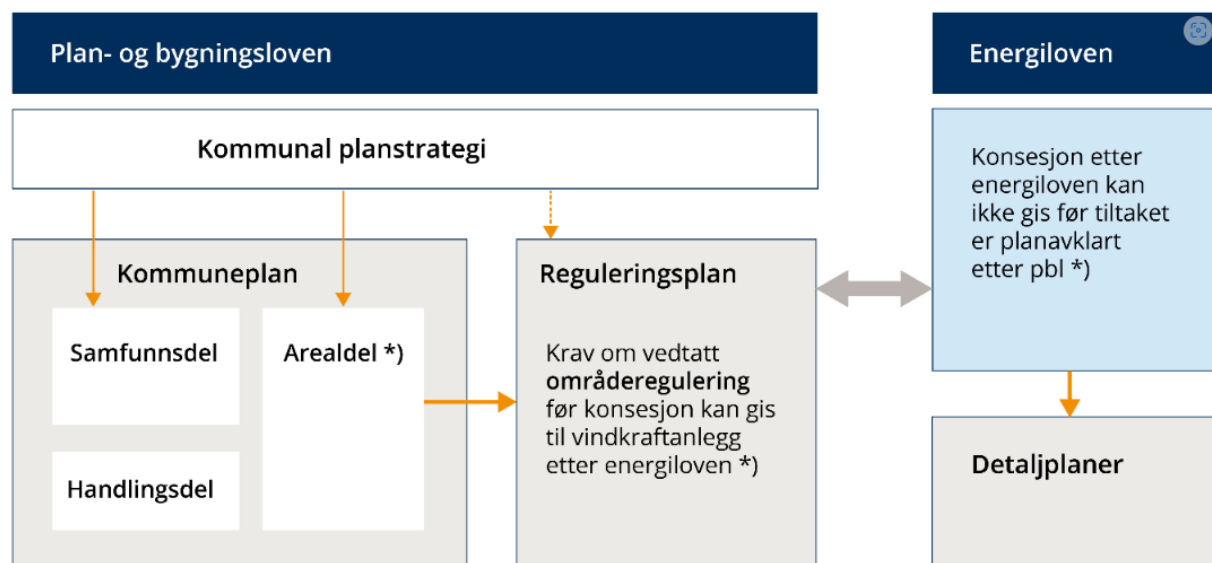 Plan- og bygningsloven
Energiloven
Kommunal planstrategi
Kommuneplan
Samfunnsdel
Arealdel *)
Handlingsdel
Reguleringsplan
Krav om vedtatt
områderegulering
før konsesjon kan gis
til vindkraftanlegg
etter energiloven *)
Konsesjon etter
energiloven kan
ikke gis før tiltaket
er planavklart
etter pbl *)
Detaljplaner